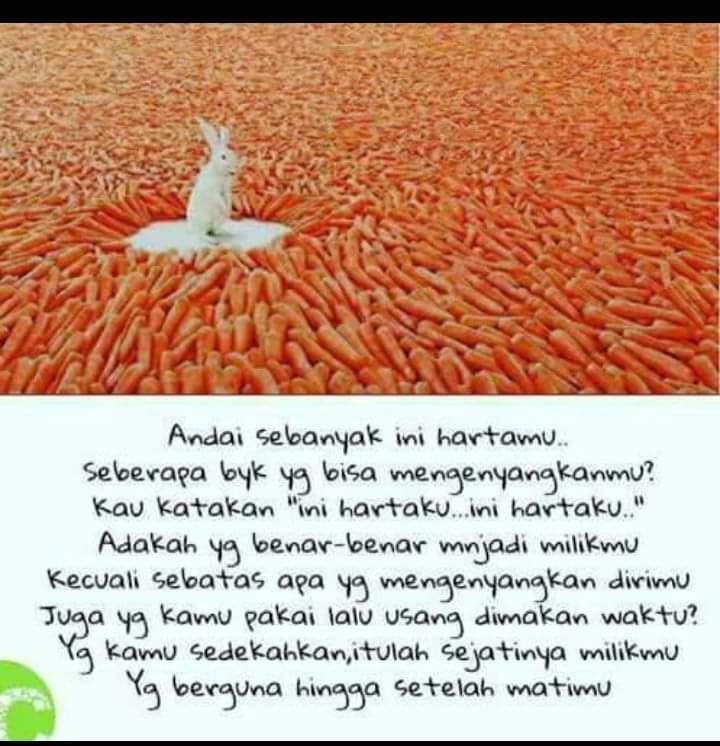 Andai sebanyak ini hartamu..
Seberapa byk yg bisa mengenyangkanmu?
Kau katakan "ini hartaku...ini hartaku.."
Adakah yg benar-benar mnjadi milikmu
Kecuali sebatas apa yg mengenyangkan dirimu
Juga yg kamu pakai lalu usang dimakan waktu?
Yg kamu sedekahkan,itulah sejatinya milikmu
Yg berguna hingga setelah matimu